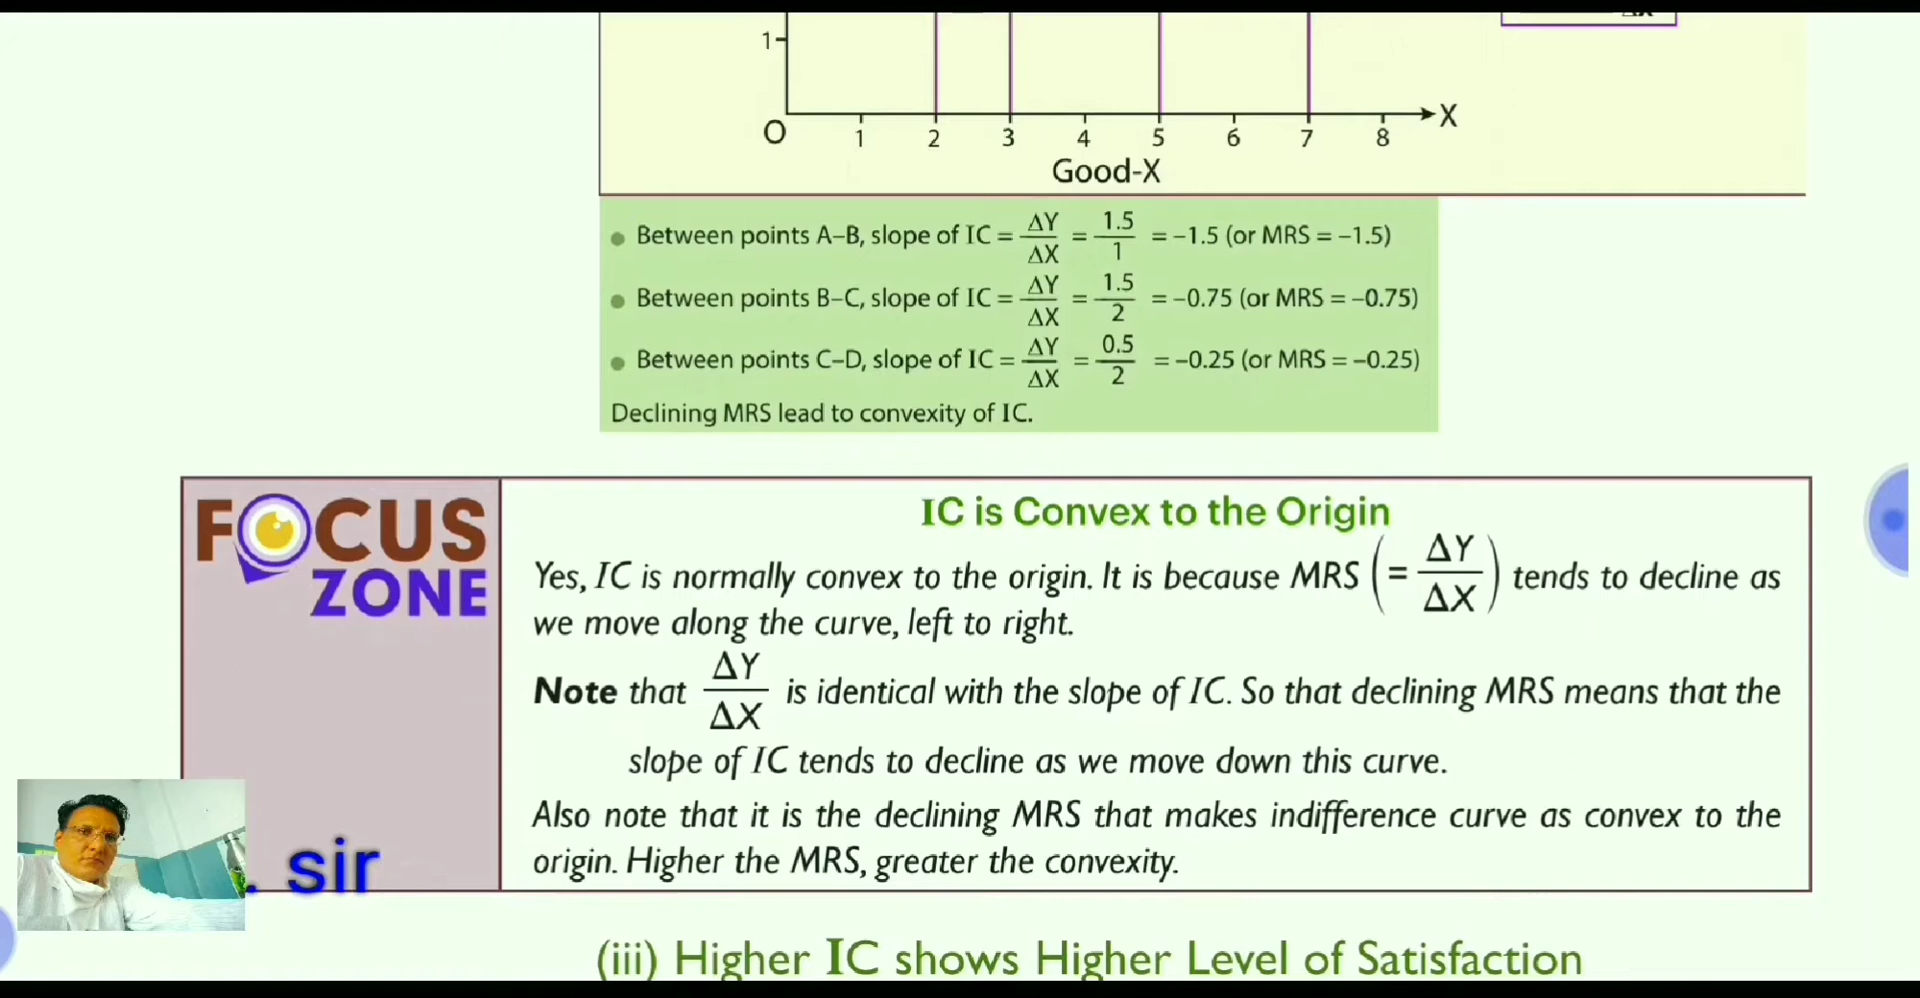 1
O
1 2 3 4 5 6 7 8
X
Good-X
Between points A–B, slope of IC = ΔY/ΔX = 1.5/1 = –1.5 (or MRS = –1.5)
Between points B–C, slope of IC = ΔY/ΔX = 1.5/2 = –0.75 (or MRS = –0.75)
Between points C–D, slope of IC = ΔY/ΔX = 0.5/2 = –0.25 (or MRS = –0.25)
Declining MRS lead to convexity of IC.
FOCUS
ZONE
IC is Convex to the Origin
Yes, IC is normally convex to the origin. It is because MRS (= ΔY/ΔX) tends to decline as
we move along the curve, left to right.
Note that ΔY/ΔX is identical with the slope of IC. So that declining MRS means that the
slope of IC tends to decline as we move down this curve.
Also note that it is the declining MRS that makes indifference curve as convex to the
origin. Higher the MRS, greater the convexity.
. sir
(iii) Higher IC shows Higher Level of Satisfaction